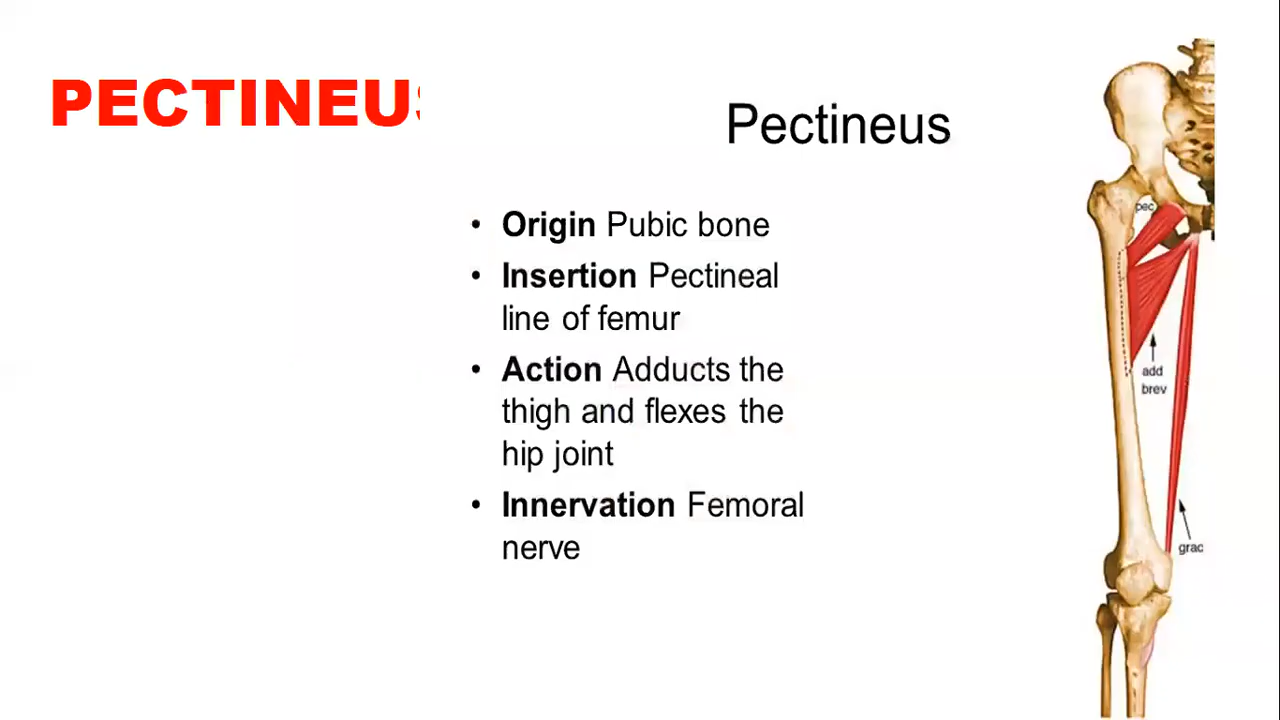 PECTINEUS
Pectineus
• Origin Pubic bone
• Insertion Pectineal
line of femur
• Action Adducts the
thigh and flexes the
hip joint
• Innervation Femoral
nerve
pec
add
brev
grac